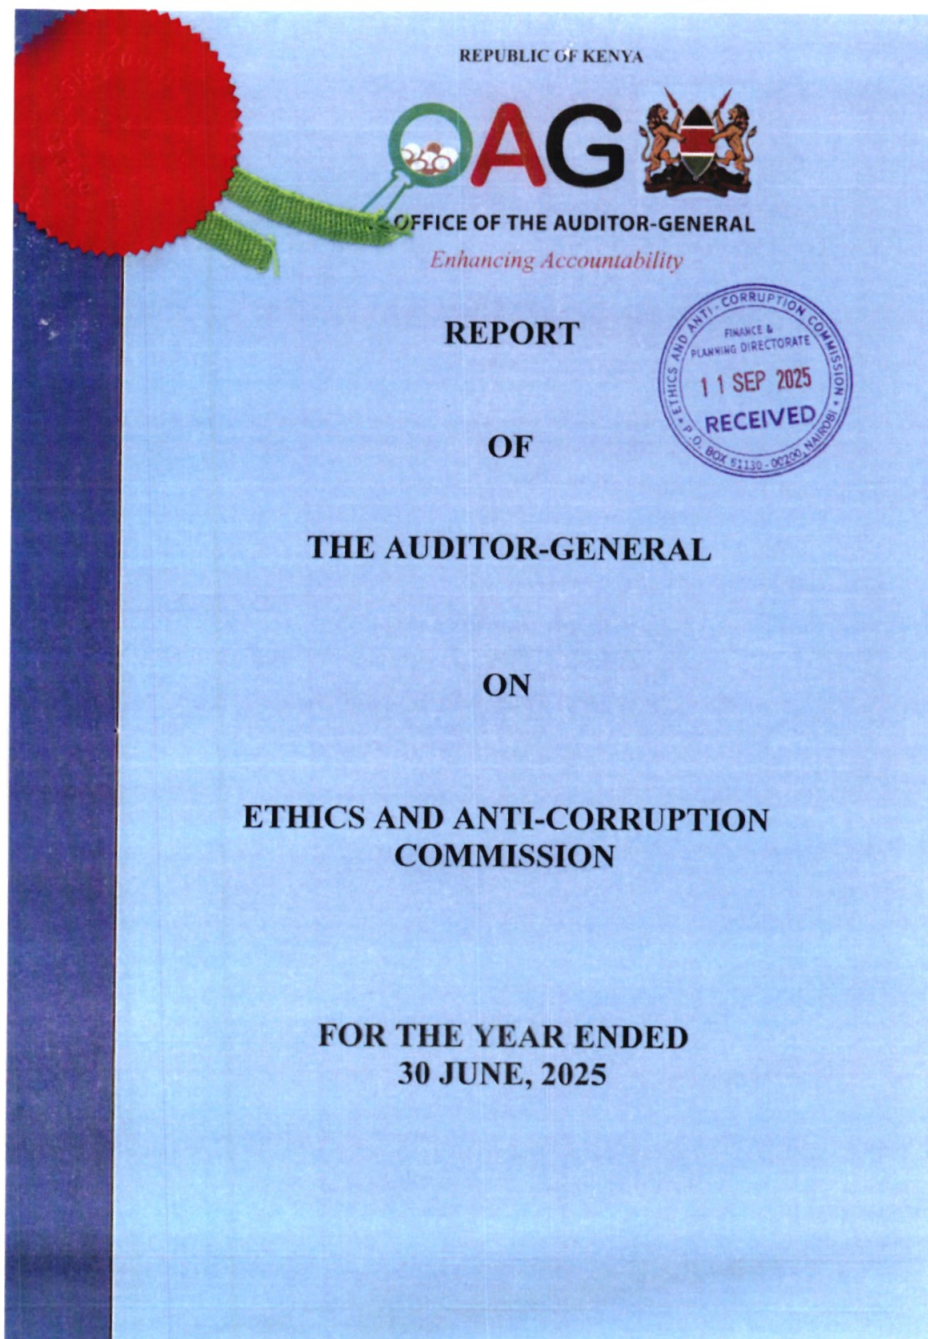 REPUBLIC OF KENYA
OAG
OFFICE OF THE AUDITOR-GENERAL
Enhancing Accountability
REPORT
ETHICS AND ANTI-CORRUPTION COMMISSION
FINANCE &
PLANNING DIRECTORATE
11 SEP 2025
RECEIVED
P.O. BOX 61130-00200, NAIROBI
OF
THE AUDITOR-GENERAL
ON
ETHICS AND ANTI-CORRUPTION
COMMISSION
FOR THE YEAR ENDED
30 JUNE, 2025